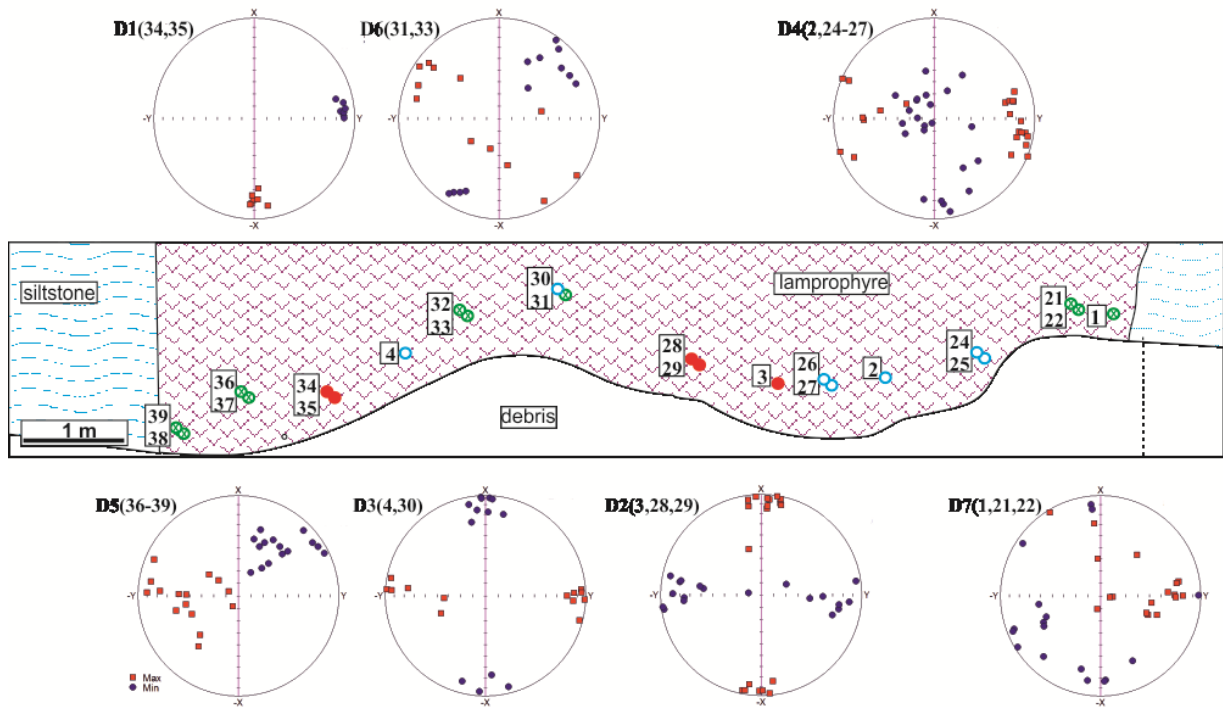 D1(34,35)
X
-Y
Y
-X
D6(31,33)
X
-Y
Y
-X
D4(2,24-27)
X
-Y
Y
-X
siltstone
lamprophyre
debris
1 m
39
38
36
37
34
35
4
32
33
30
31
28
29
3
26
27
2
24
25
21
22
1
D5(36-39)
X
-Y
Y
-X
Max
Min
D3(4,30)
X
-Y
Y
-X
D2(3,28,29)
X
-Y
Y
-X
D7(1,21,22)
X
-Y
Y
-X